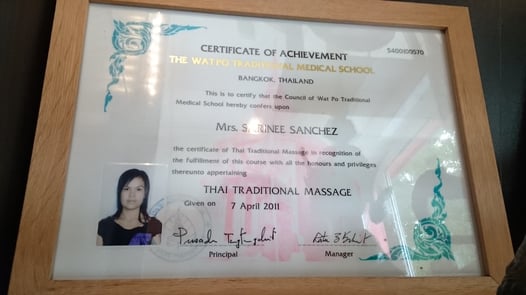 CERTIFICATE OF ACHIEVEMENT
S400100570
THE WAT PO TRADITIONAL MEDICAL SCHOOL
BANGKOK, THAILAND
This is to certify that the Council of Wat Po Traditional
Medical School hereby confers upon
Mrs. SARINEE SANCHEZ
the certificate of Thai Traditional Massage in recognition of
the fulfillment of this course with all the honours and privileges
thereunto appertaining
THAI TRADITIONAL MASSAGE
Given on 7 April 2011
Principal
Manager